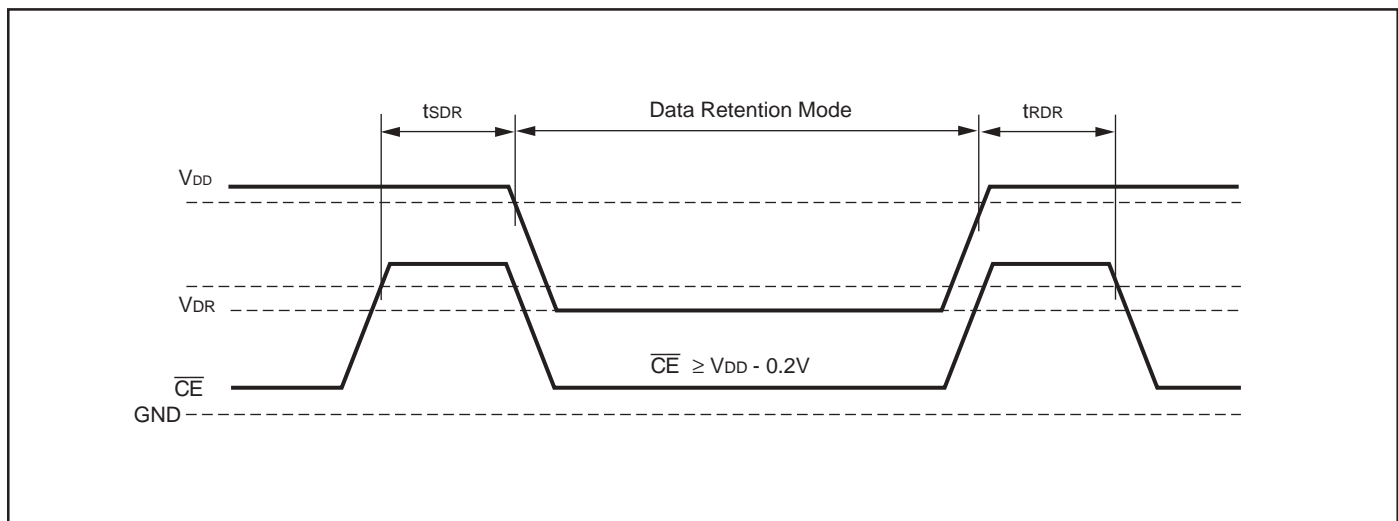 tSDR Data Retention Mode tRDR
VDD
VDR
CE ≥ VDD - 0.2V
CE
GND